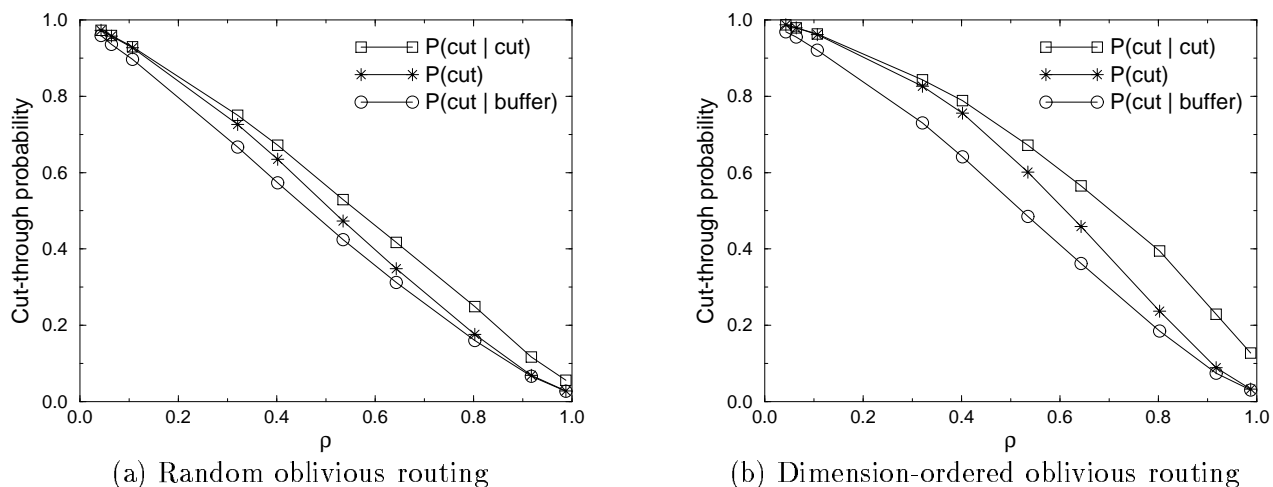 Cut-through probability
1.0
0.8
0.6
0.4
0.2
0.0
P(cut | cut)
P(cut)
P(cut | buffer)
0.0 0.2 0.4 0.6 0.8 1.0
ρ
(a) Random oblivious routing
Cut-through probability
1.0
0.8
0.6
0.4
0.2
0.0
P(cut | cut)
P(cut)
P(cut | buffer)
0.0 0.2 0.4 0.6 0.8 1.0
ρ
(b) Dimension-ordered oblivious routing